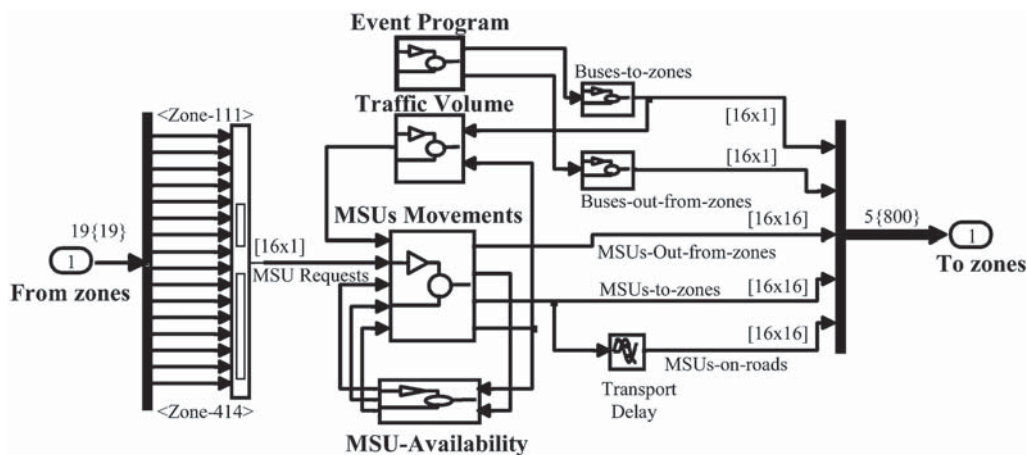 Event Program
Buses-to-zones
Traffic Volume
<Zone-111>
[16x1]
[16x1]
Buses-out-from-zones
MSUs Movements
19{19}
[16x1]
[16x16]
5{800}
1
MSU Requests
MSUs-Out-from-zones
1
From zones
To zones
MSUs-to-zones
[16x16]
[16x16]
MSUs-on-roads
Transport
Delay
<Zone-414>
MSU-Availability